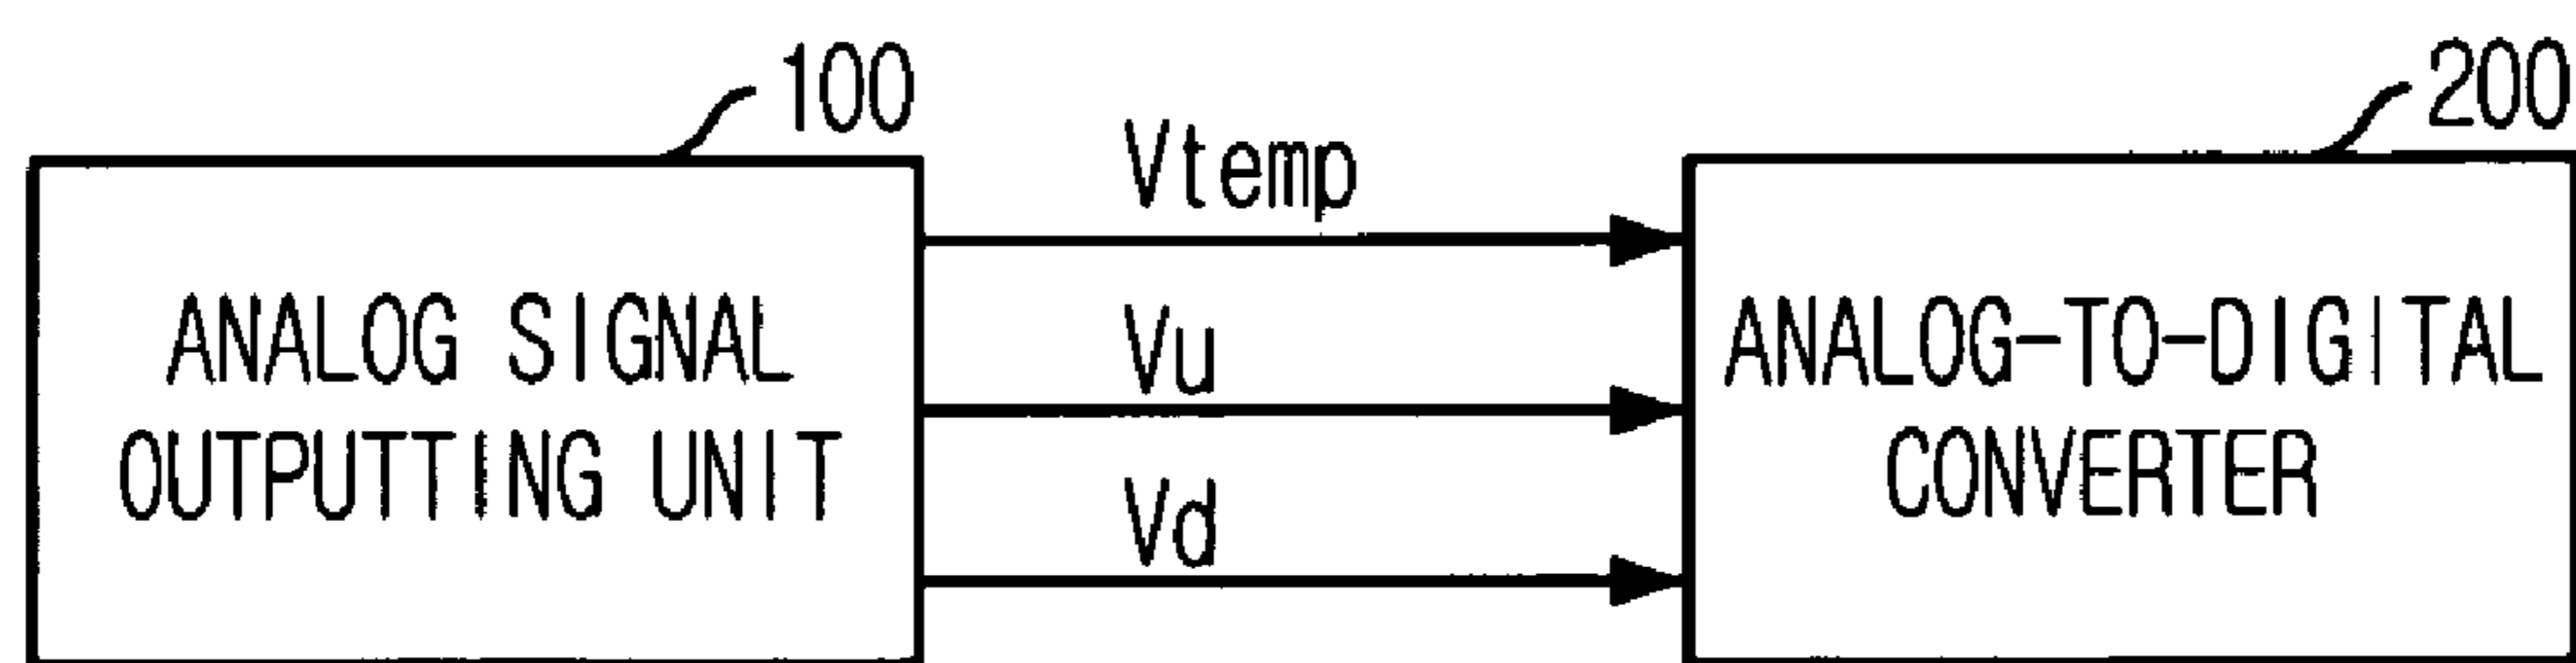 100
200
Vtemp
Vu
Vd
ANALOG SIGNAL
OUTPUTTING UNIT
ANALOG-TO-DIGITAL
CONVERTER